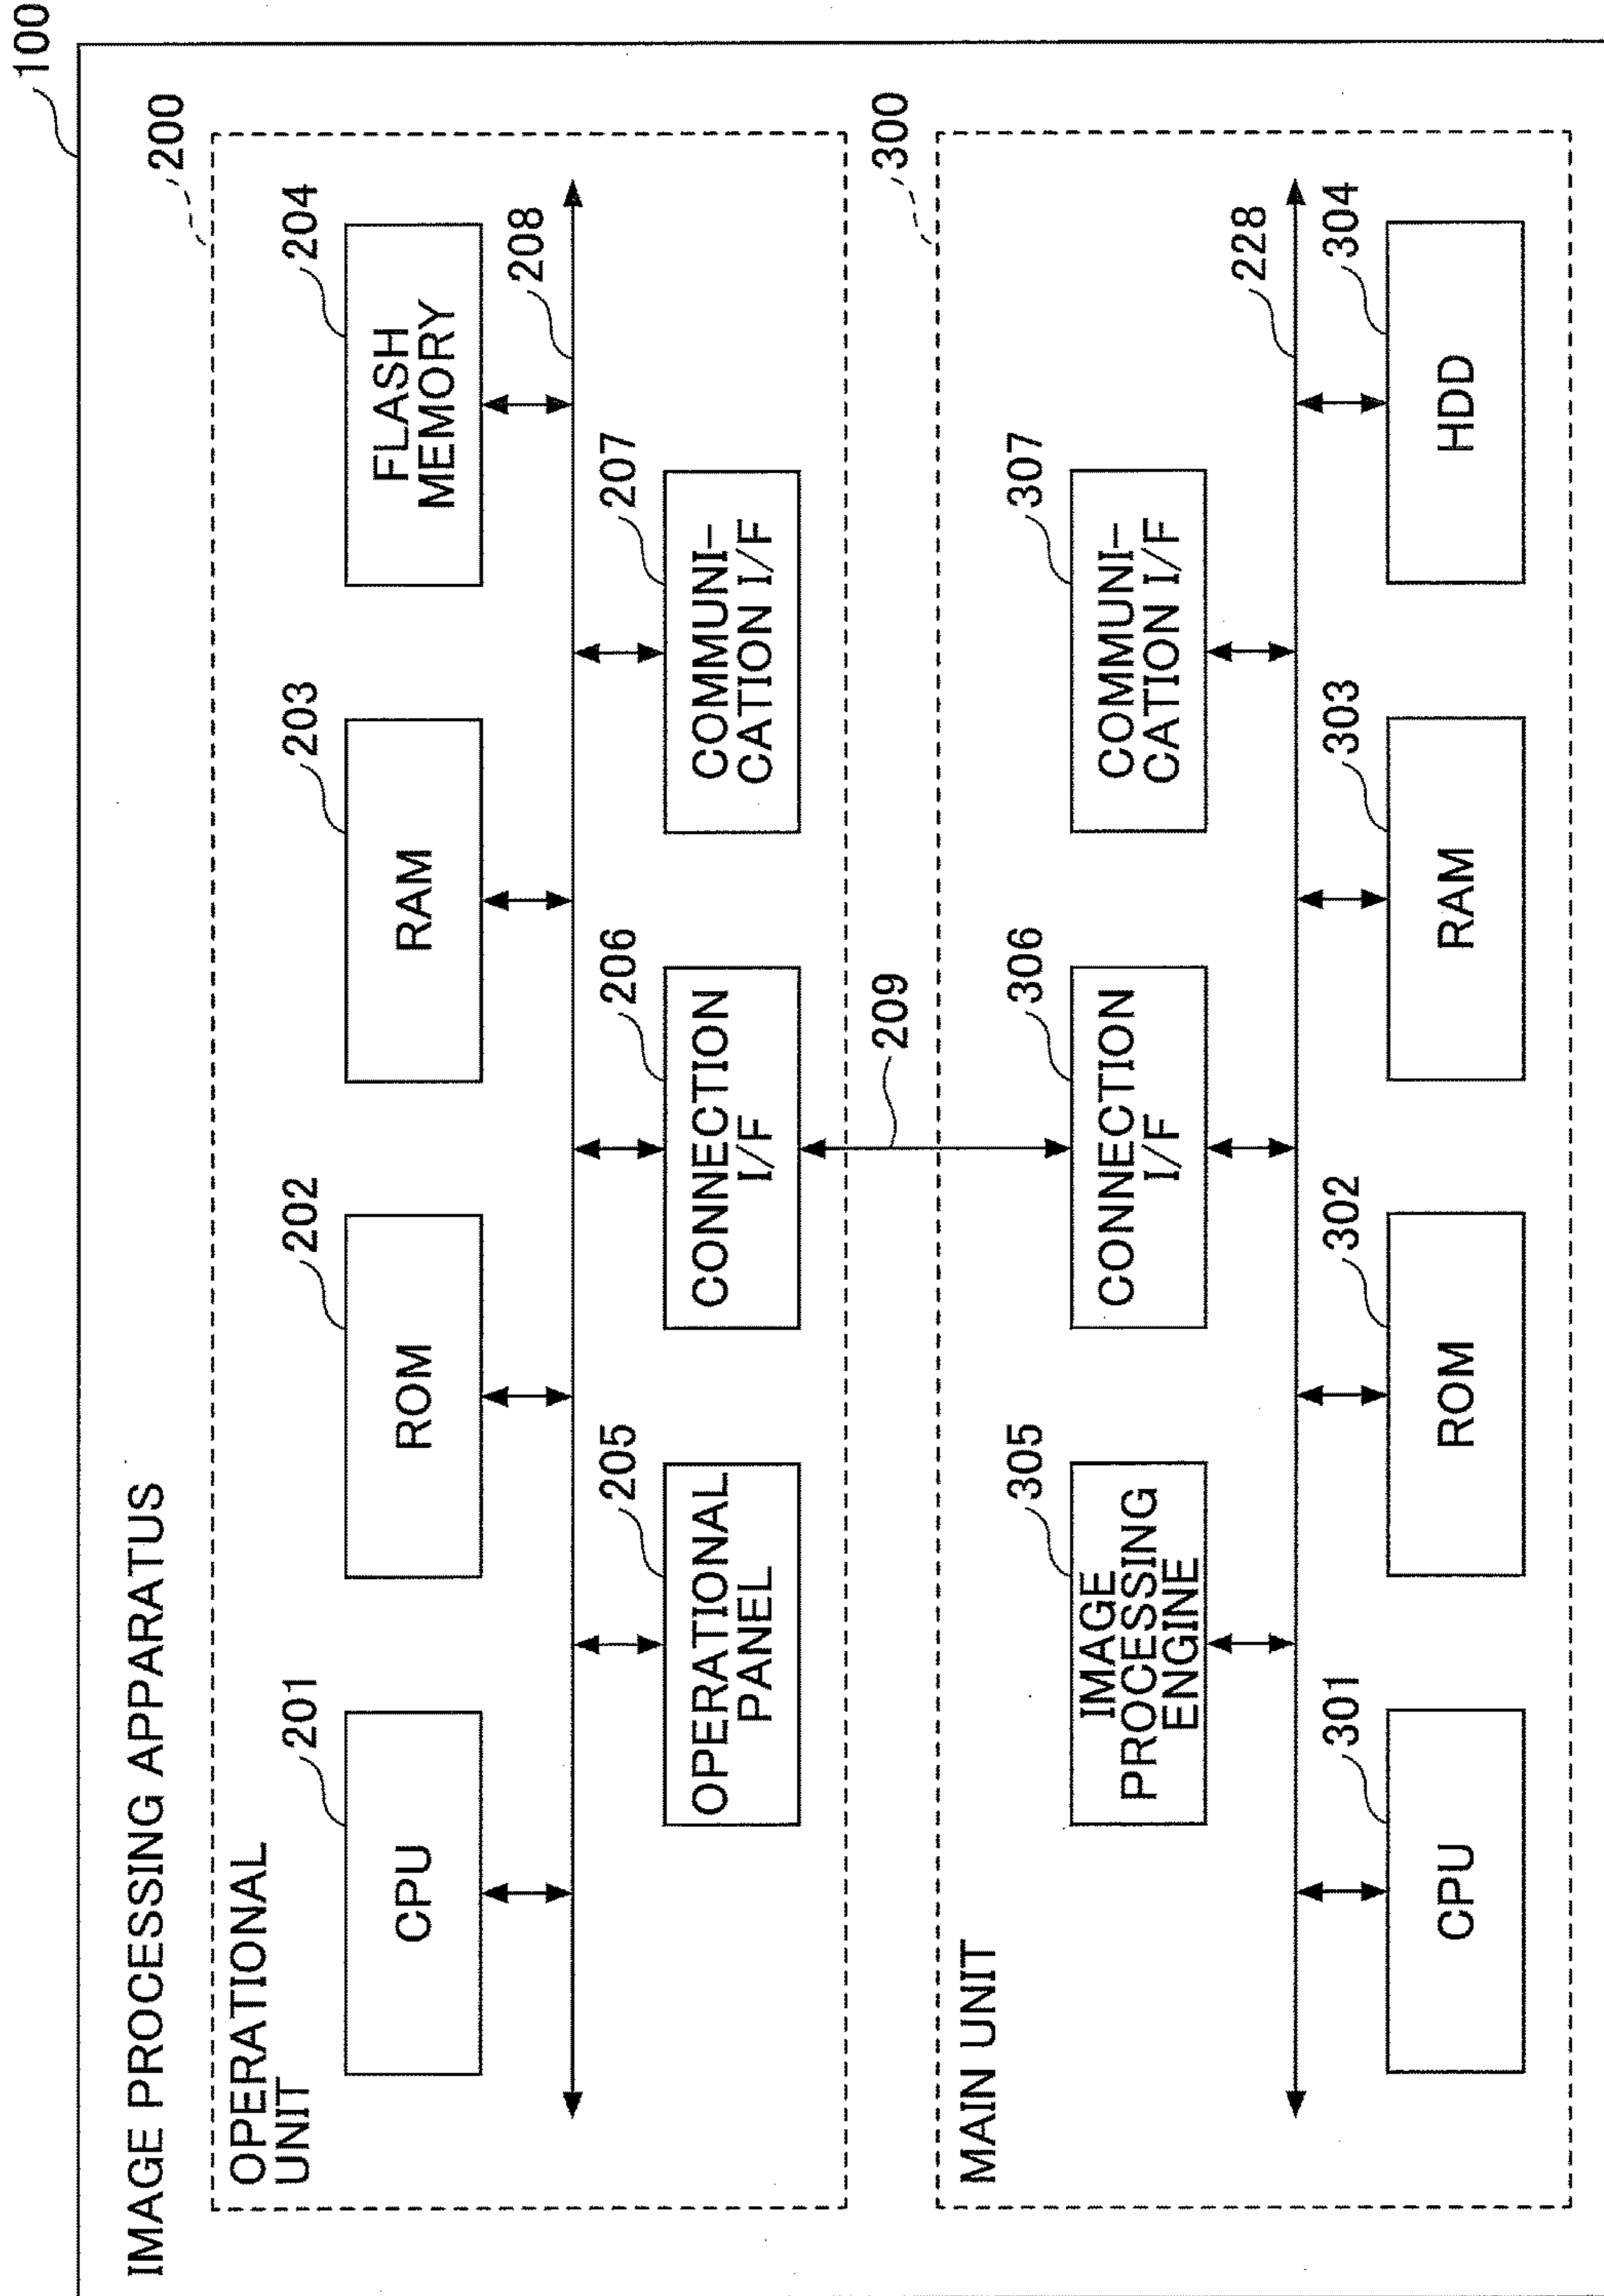 100
IMAGE PROCESSING APPARATUS
200
OPERATIONAL
UNIT
201
202
203
204
CPU
ROM
RAM
FLASH
MEMORY
208
205
206
207
OPERATIONAL
PANEL
CONNECTION
I/F
COMMUNI-
CATION I/F
209
300
MAIN UNIT
305
306
307
IMAGE
PROCESSING
ENGINE
CONNECTION
I/F
COMMUNI-
CATION I/F
228
301
302
303
304
CPU
ROM
RAM
HDD